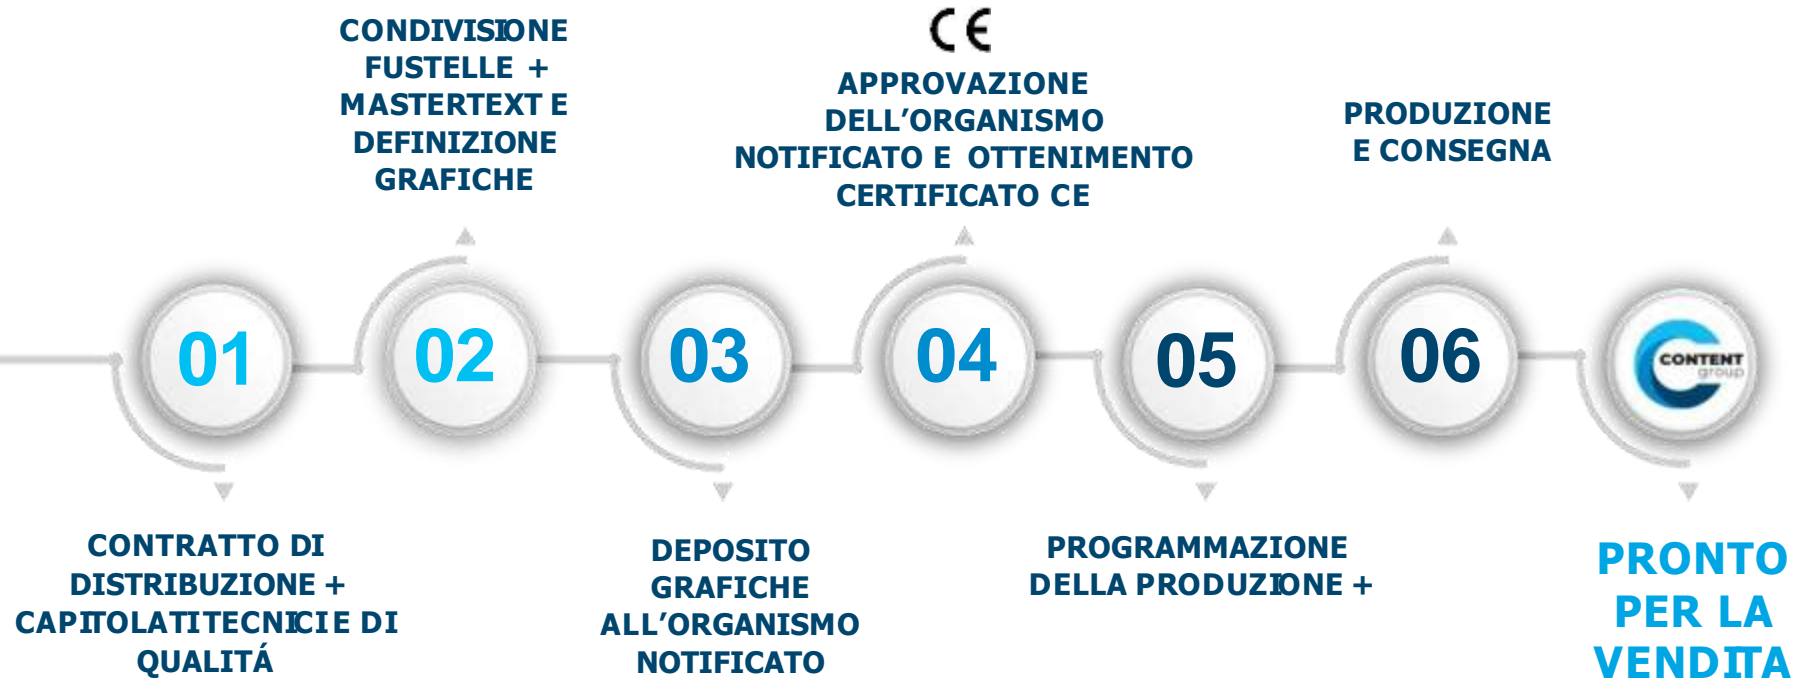 01
CONTRATTO DI
DISTRIBUZIONE +
CAPITOLATI TECNICI E DI
QUALITÁ
02
CONDIVISIONE
FUSTELLE +
MASTERTEXT E
DEFINIZIONE
GRAFICHE
03
DEPOSITO
GRAFICHE
ALL’ORGANISMO
NOTIFICATO
04
CE
APPROVAZIONE
DELL’ORGANISMO
NOTIFICATO E OTTENIMENTO
CERTIFICATO CE
05
PROGRAMMAZIONE
DELLA PRODUZIONE +
06
PRODUZIONE
E CONSEGNA
CONTENT
group
PRONTO
PER LA
VENDITA